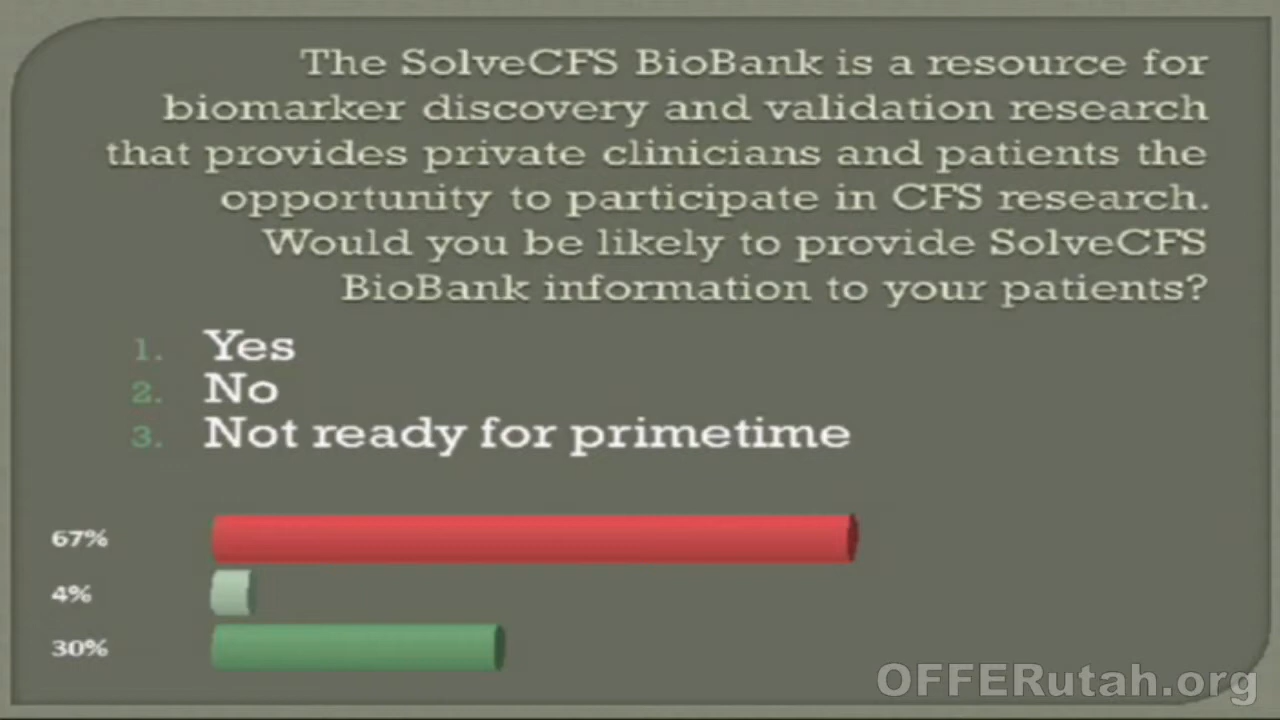 The SolveCFS BioBank is a resource for
biomarker discovery and validation research
that provides private clinicians and patients the
opportunity to participate in CFS research.
Would you be likely to provide SolveCFS
BioBank information to your patients?
1. Yes
2. No
3. Not ready for primetime
67%
4%
30%
OFFERutah.org